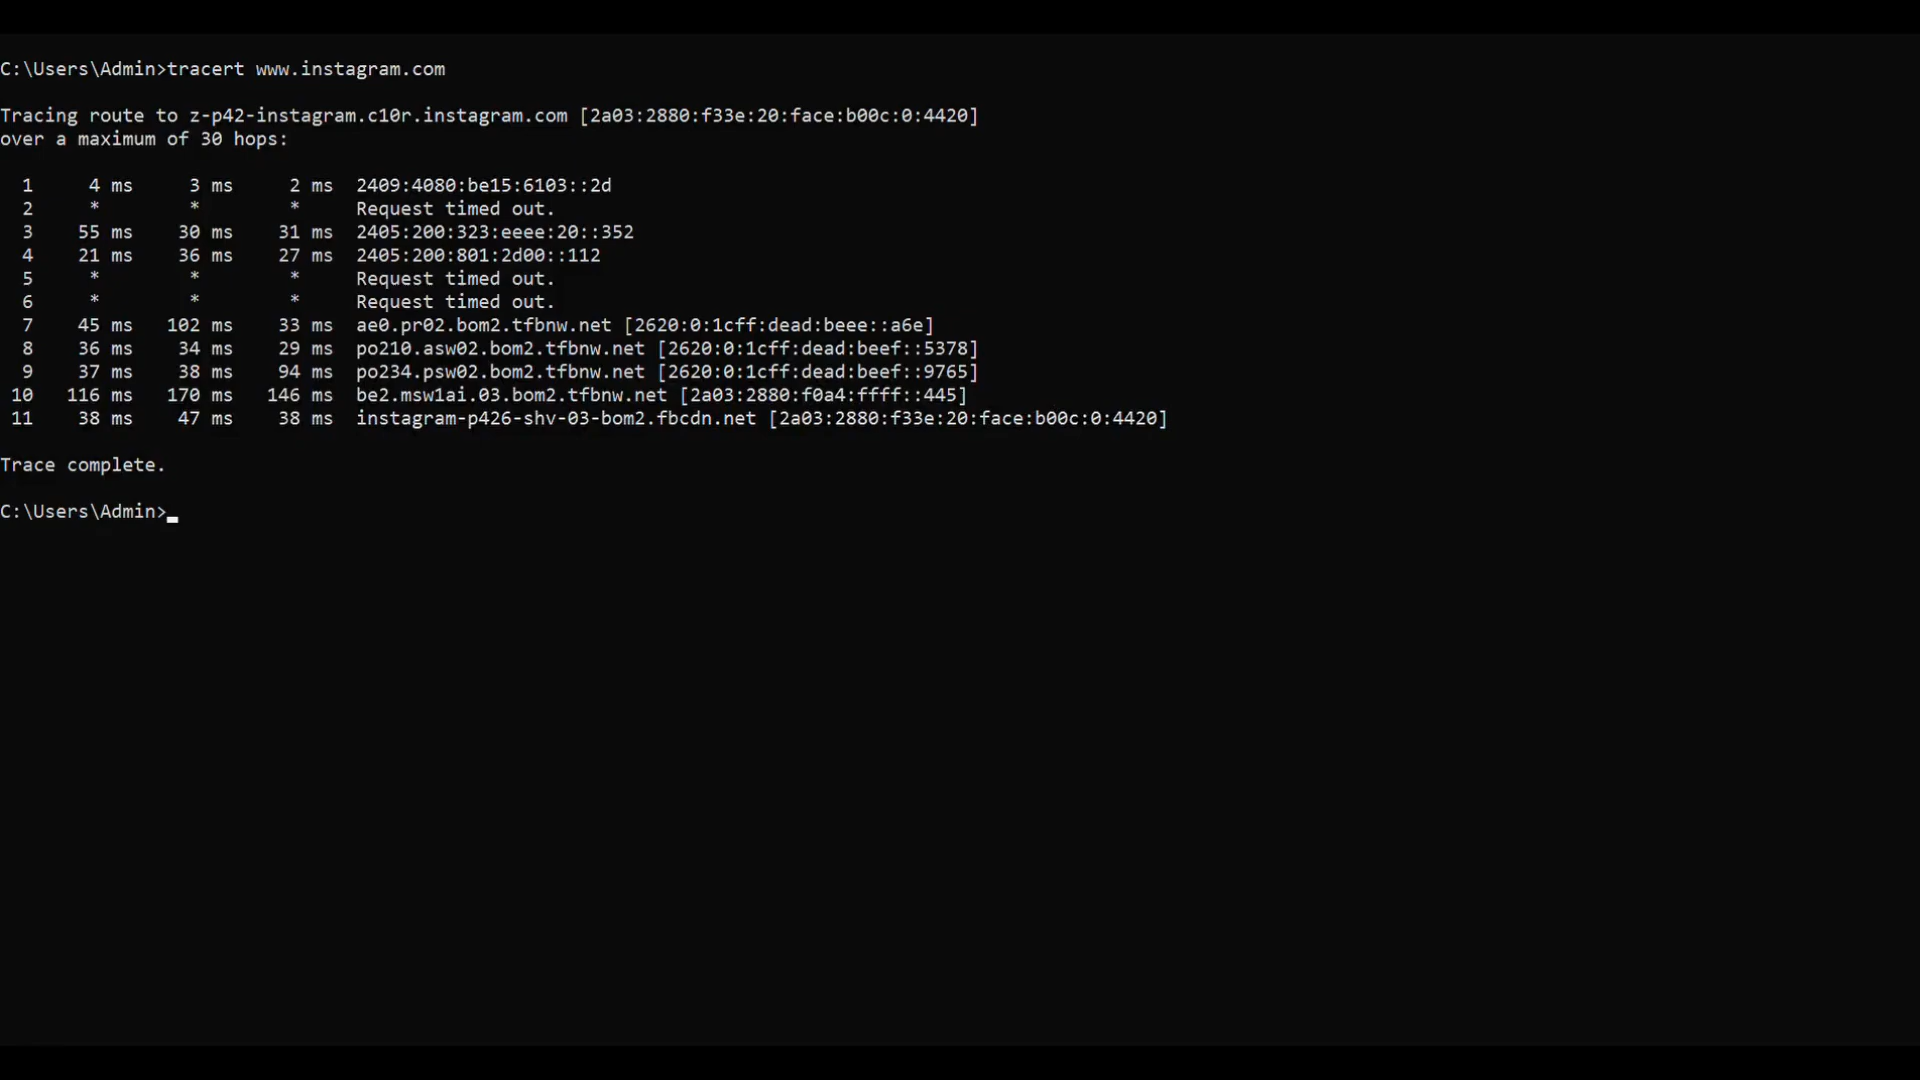 C:\Users\Admin>tracert www.instagram.com
Tracing route to z-p42-instagram.c10r.instagram.com [2a03:2880:f33e:20:face:b00c:0:4420]
over a maximum of 30 hops:
1 4 ms 3 ms 2 ms 2409:4080:be15:6103::2d
2 * * * Request timed out.
3 55 ms 30 ms 31 ms 2405:200:323:eeee:20::352
4 21 ms 36 ms 27 ms 2405:200:801:2d00::112
5 * * * Request timed out.
6 * * * Request timed out.
7 45 ms 102 ms 33 ms ae0.pr02.bom2.tfbnw.net [2620:0:1cff:dead:beee::a6e]
8 36 ms 34 ms 29 ms po210.asw02.bom2.tfbnw.net [2620:0:1cff:dead:beef::5378]
9 37 ms 38 ms 94 ms po234.psw02.bom2.tfbnw.net [2620:0:1cff:dead:beef::9765]
10 116 ms 170 ms 146 ms be2.msw1ai.03.bom2.tfbnw.net [2a03:2880:f0a4:ffff::445]
11 38 ms 47 ms 38 ms instagram-p426-shv-03-bom2.fbcdn.net [2a03:2880:f33e:20:face:b00c:0:4420]
Trace complete.
C:\Users\Admin>_